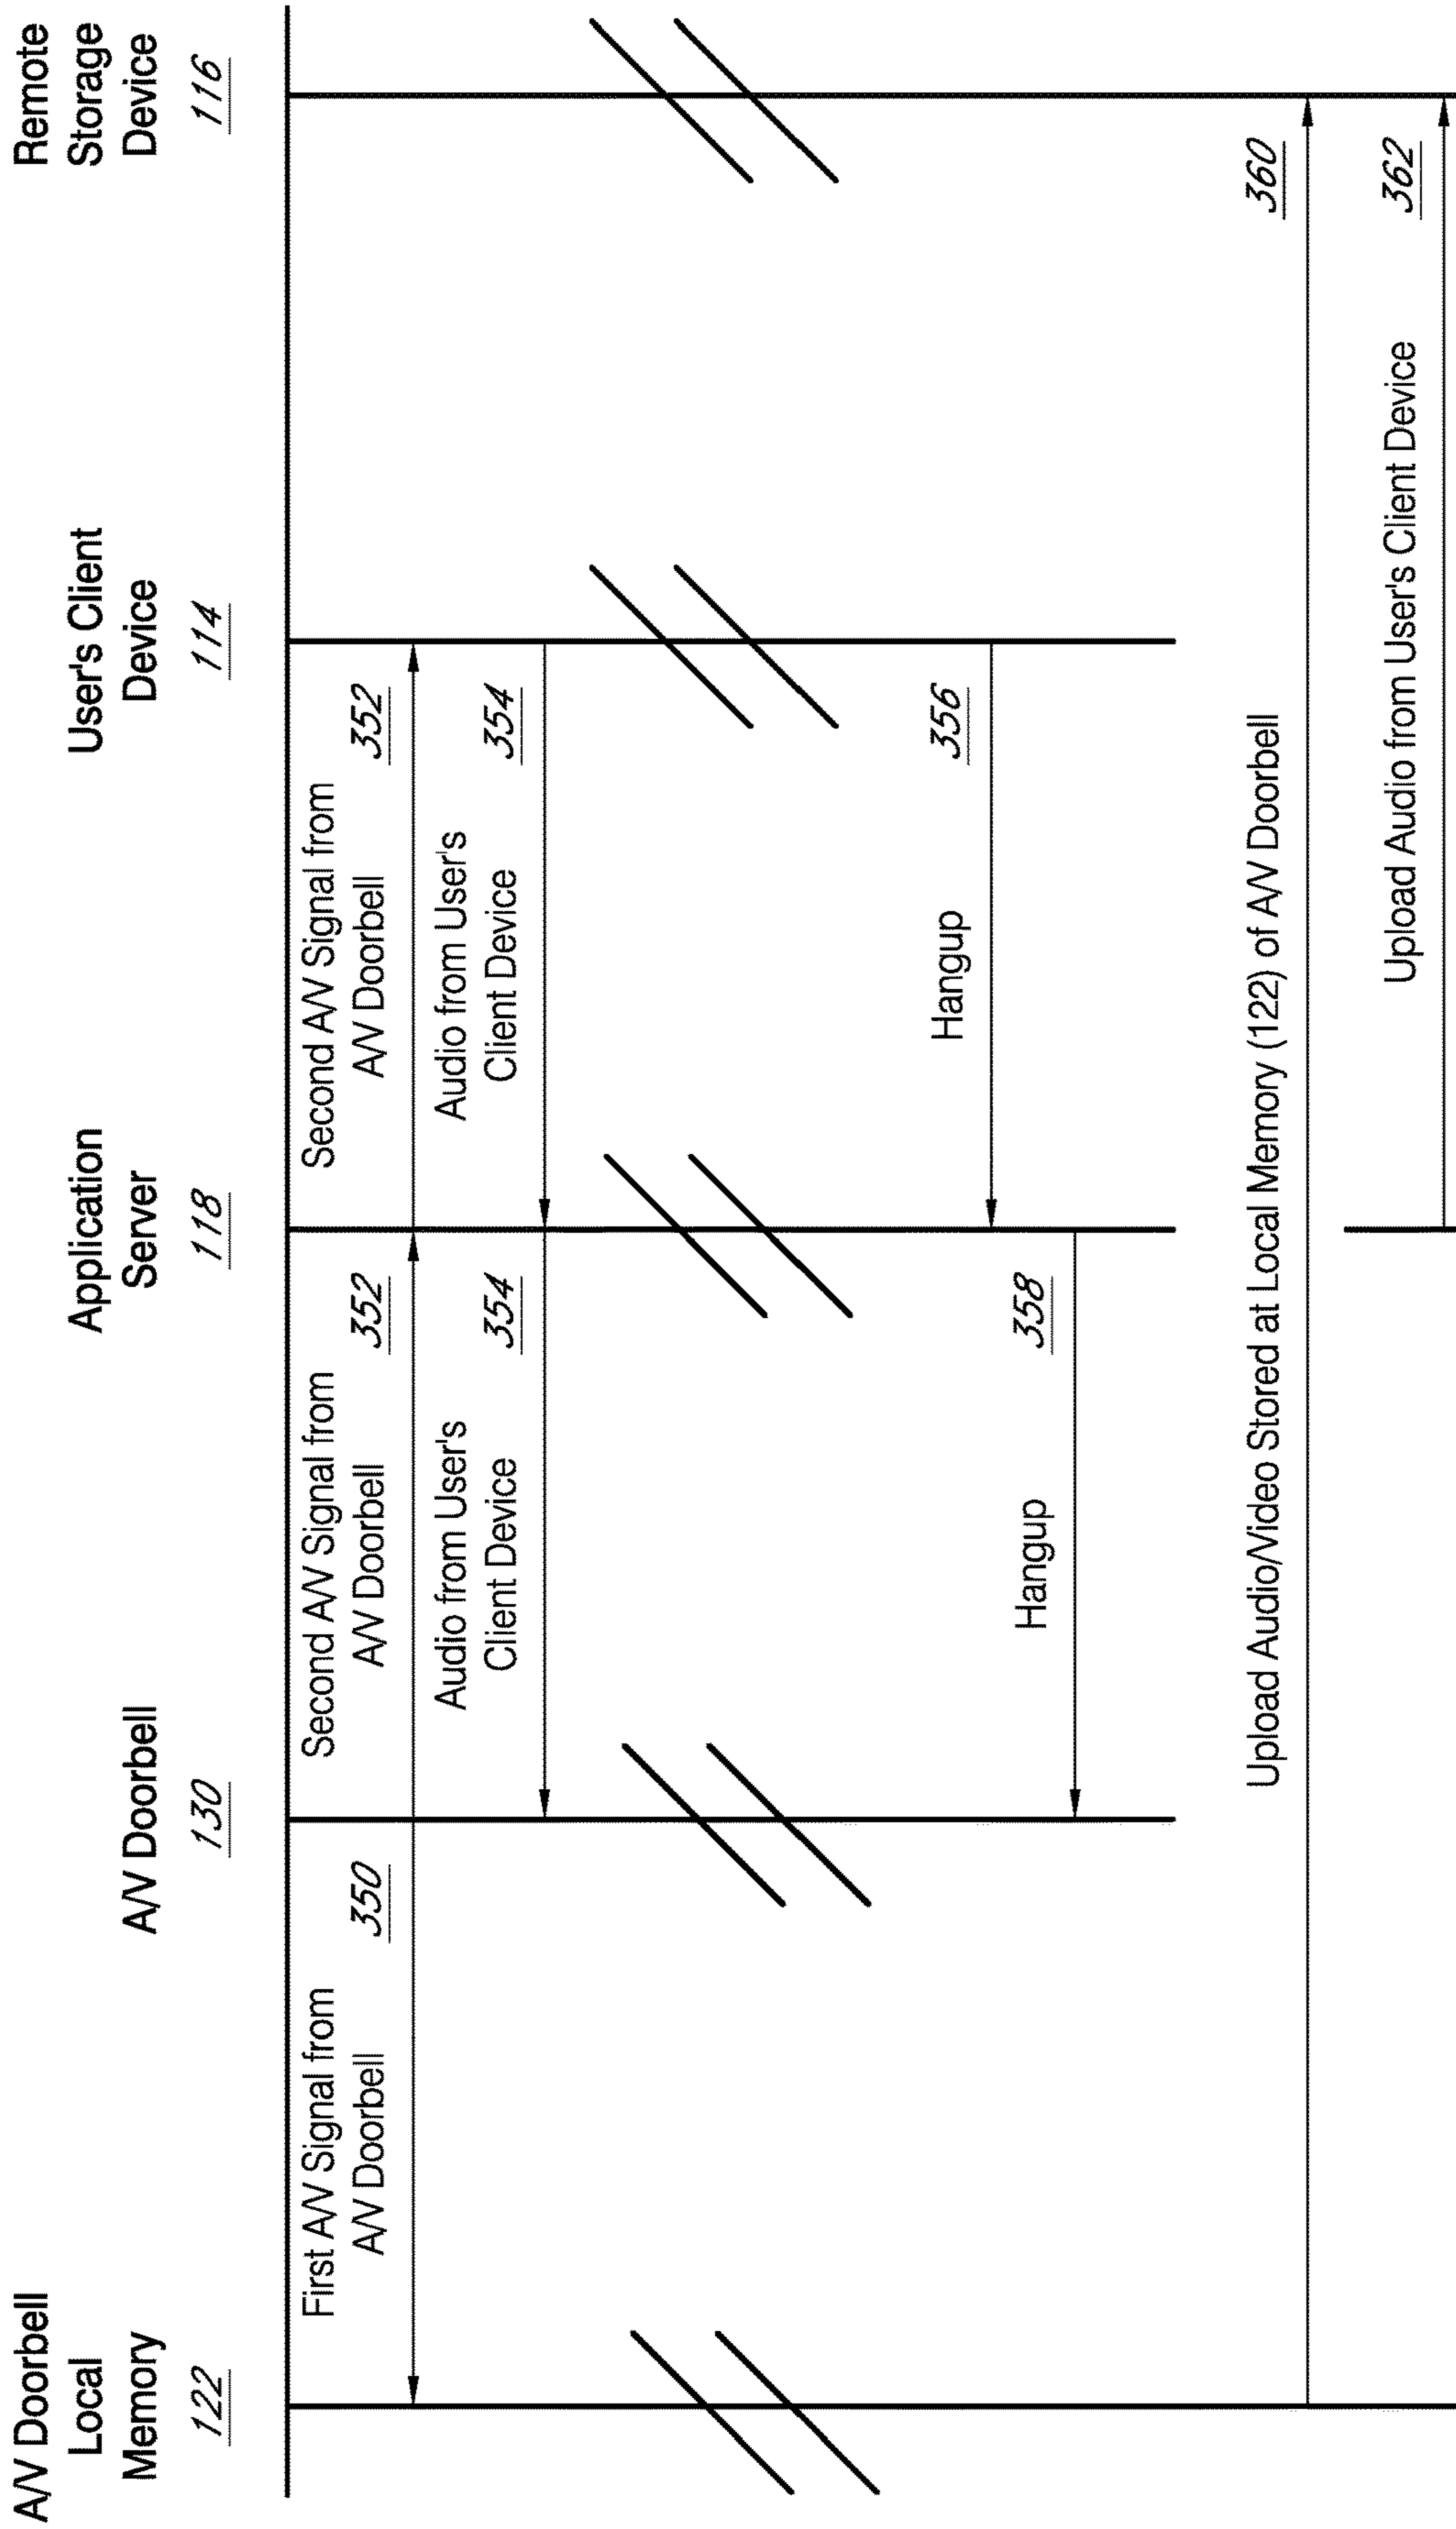 A/V Doorbell
Local
Memory
122
A/V Doorbell
130
Application
Server
118
User's Client
Device
114
Remote
Storage
Device
116
First A/V Signal from
A/V Doorbell
350
Second A/V Signal from
A/V Doorbell
352
Second A/V Signal from
A/V Doorbell
352
Audio from User's
Client Device
354
Audio from User's
Client Device
354
Hangup
356
Hangup
358
Upload Audio/Video Stored at Local Memory (122) of A/V Doorbell
360
Upload Audio from User's Client Device
362